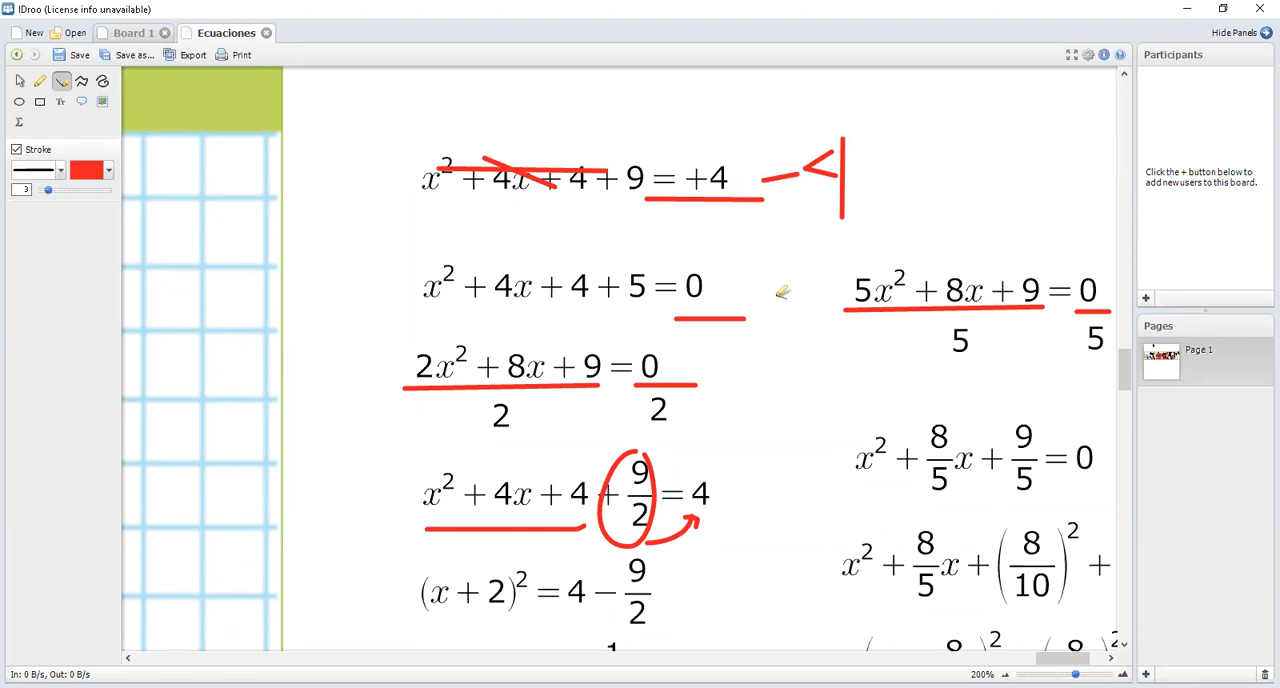 IDroo (License info unavailable)
New Open Board 1 Ecuaciones Hide Panels
Save Save as... Export Print
Stroke
3
x² + 4x + 4 + 9 = +4
x² + 4x + 4 + 5 = 0
2x² + 8x + 9 = 0
2 2
x² + 4x + 4 + 9/2 = 4
(x + 2)² = 4 − 9/2
5x² + 8x + 9 = 0
5 5
x² + 8/5 x + 9/5 = 0
x² + 8/5 x + (8/10)² +
Participants
Click the + button below to
add new users to this board.
Pages
Page 1
In: 0 B/s, Out: 0 B/s
200%